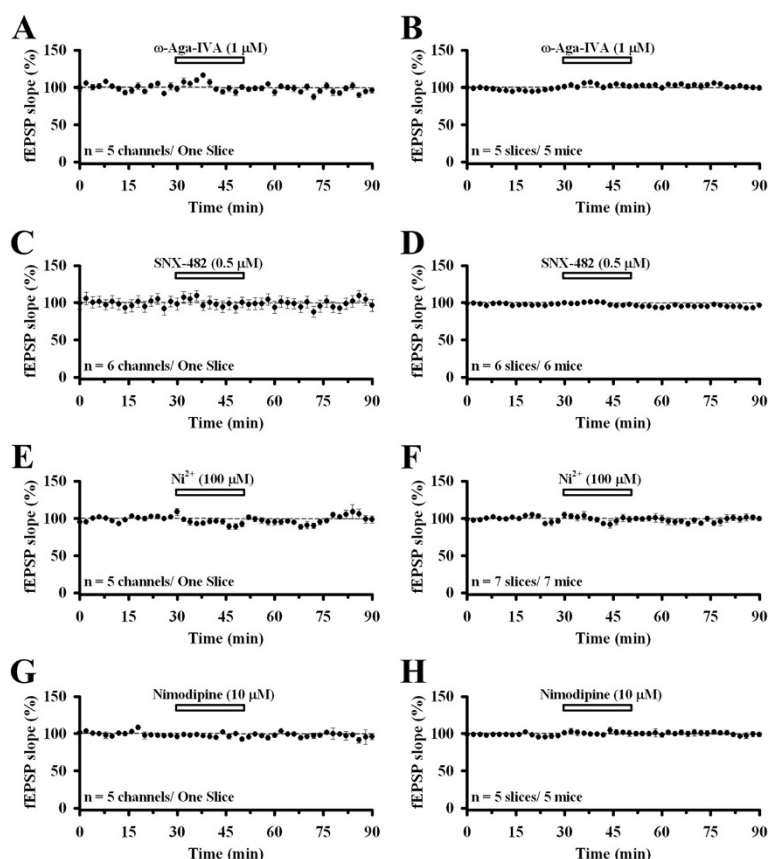 A
ω-Aga-IVA (1 μM)
fEPSP slope (%)
150
100
50
0
n = 5 channels/ One Slice
0 15 30 45 60 75 90
Time (min)
B
ω-Aga-IVA (1 μM)
fEPSP slope (%)
150
100
50
0
n = 5 slices/ 5 mice
0 15 30 45 60 75 90
Time (min)
C
SNX-482 (0.5 μM)
fEPSP slope (%)
150
100
50
0
n = 6 channels/ One Slice
0 15 30 45 60 75 90
Time (min)
D
SNX-482 (0.5 μM)
fEPSP slope (%)
150
100
50
0
n = 6 slices/ 6 mice
0 15 30 45 60 75 90
Time (min)
E
Ni²⁺ (100 μM)
fEPSP slope (%)
150
100
50
0
n = 5 channels/ One Slice
0 15 30 45 60 75 90
Time (min)
F
Ni²⁺ (100 μM)
fEPSP slope (%)
150
100
50
0
n = 7 slices/ 7 mice
0 15 30 45 60 75 90
Time (min)
G
Nimodipine (10 μM)
fEPSP slope (%)
150
100
50
0
n = 5 channels/ One Slice
0 15 30 45 60 75 90
Time (min)
H
Nimodipine (10 μM)
fEPSP slope (%)
150
100
50
0
n = 5 slices/ 5 mice
0 15 30 45 60 75 90
Time (min)